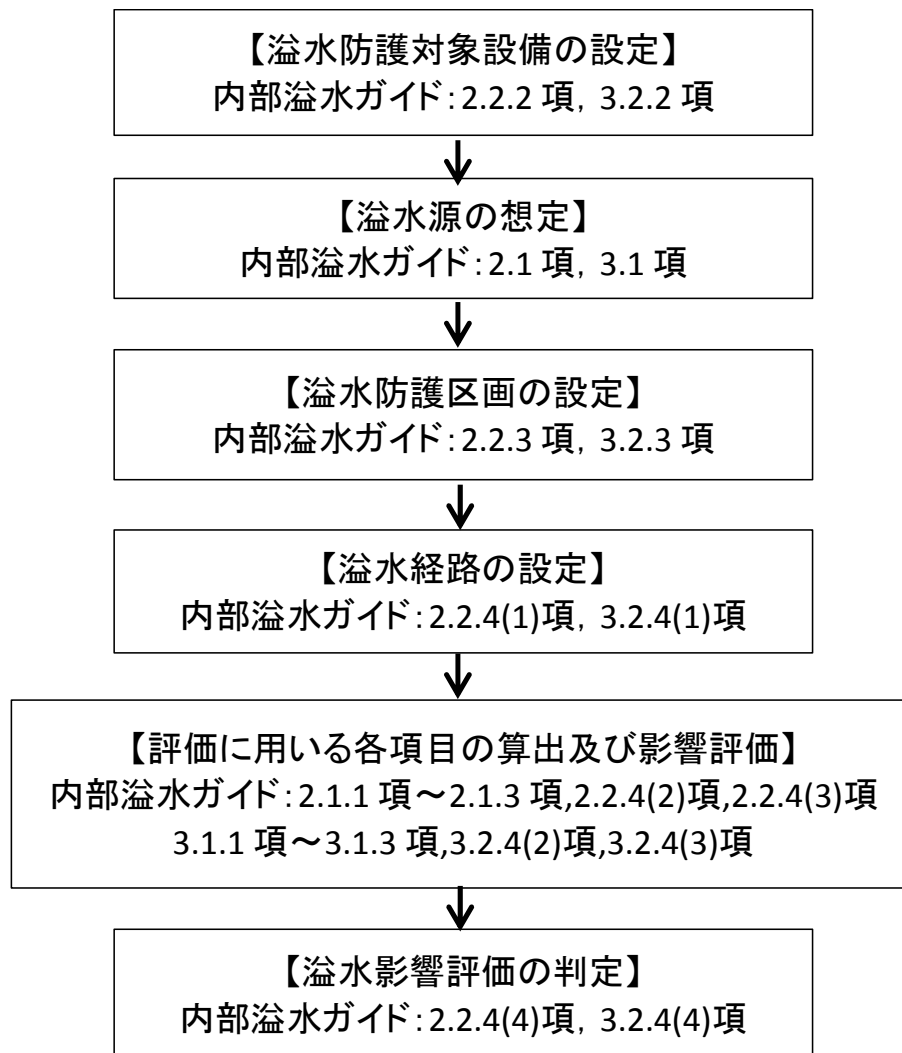 【溢水防護対象設備の設定】
内部溢水ガイド：2.2.2 項，3.2.2 項
【溢水源の想定】
内部溢水ガイド：2.1 項，3.1 項
【溢水防護区画の設定】
内部溢水ガイド：2.2.3 項，3.2.3 項
【溢水経路の設定】
内部溢水ガイド：2.2.4(1)項，3.2.4(1)項
【評価に用いる各項目の算出及び影響評価】
内部溢水ガイド：2.1.1 項～2.1.3 項,2.2.4(2)項,2.2.4(3)項
3.1.1 項～3.1.3 項,3.2.4(2)項,3.2.4(3)項
【溢水影響評価の判定】
内部溢水ガイド：2.2.4(4)項，3.2.4(4)項